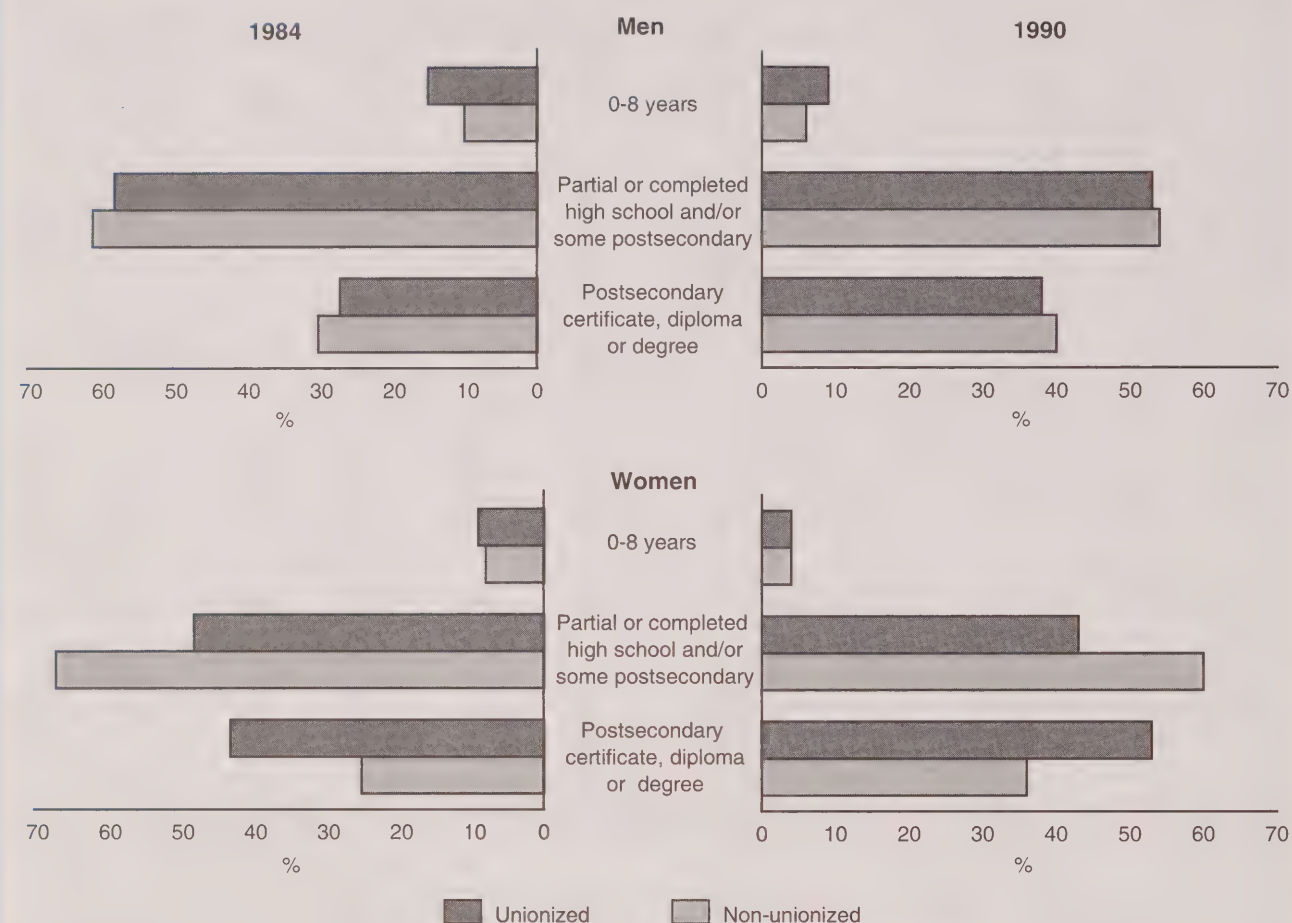 Men
1984
1990
0-8 years
Partial or completed
high school and/or
some postsecondary
Postsecondary
certificate, diploma
or degree
70 60 50 40 30 20 10 0
%
0 10 20 30 40 50 60 70
%
Women
0-8 years
Partial or completed
high school and/or
some postsecondary
Postsecondary
certificate, diploma
or degree
70 60 50 40 30 20 10 0
%
0 10 20 30 40 50 60 70
%
Unionized
Non-unionized